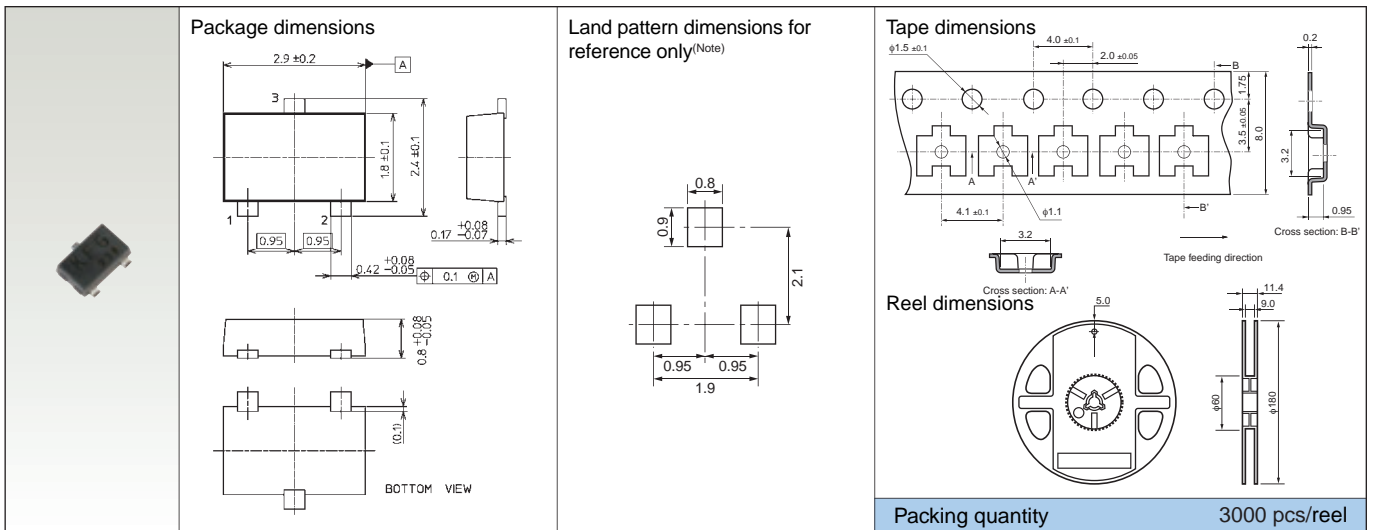 Package dimensions
2.9 ±0.2
A
3
1.8 ±0.1
2.4 ±0.1
1
2
0.95
0.95
0.17 +0.08 -0.07
0.42 +0.08 -0.05
0.1 Ⓜ A
0.8 +0.08 -0.05
(0.1)
BOTTOM VIEW
Land pattern dimensions for
reference only(Note)
0.8
0.9
2.1
0.95
0.95
1.9
Tape dimensions
φ1.5 ±0.1
4.0 ±0.1
2.0 ±0.05
B
1.75
3.5 ±0.05
8.0
A
A'
4.1 ±0.1
φ1.1
B'
0.2
3.2
0.95
Cross section: B-B'
3.2
Cross section: A-A'
Tape feeding direction
Reel dimensions
5.0
11.4
9.0
φ60
φ180
Packing quantity 3000 pcs/reel